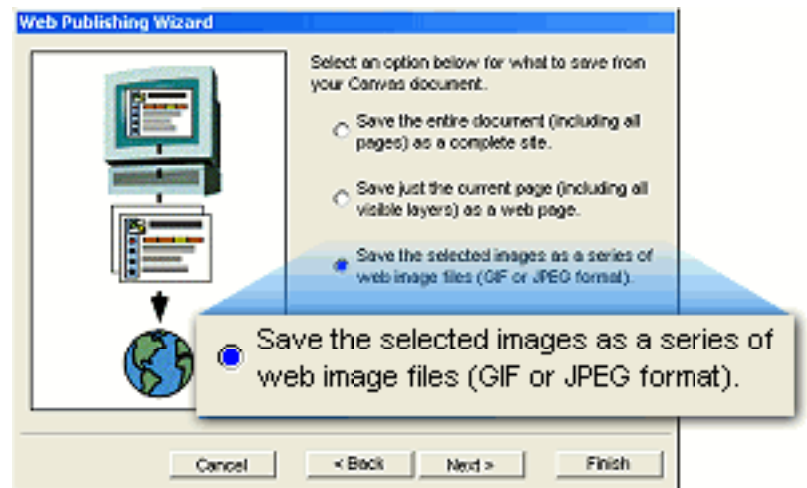 Web Publishing Wizard
Select an option below for what to save from
your Canvas document.
Save the entire document (including all
pages) as a complete site.
Save just the current page (including all
visible layers) as a web page.
Save the selected images as a series of
web image files (GIF or JPEG format).
Save the selected images as a series of
web image files (GIF or JPEG format).
Cancel
< Back
Next >
Finish